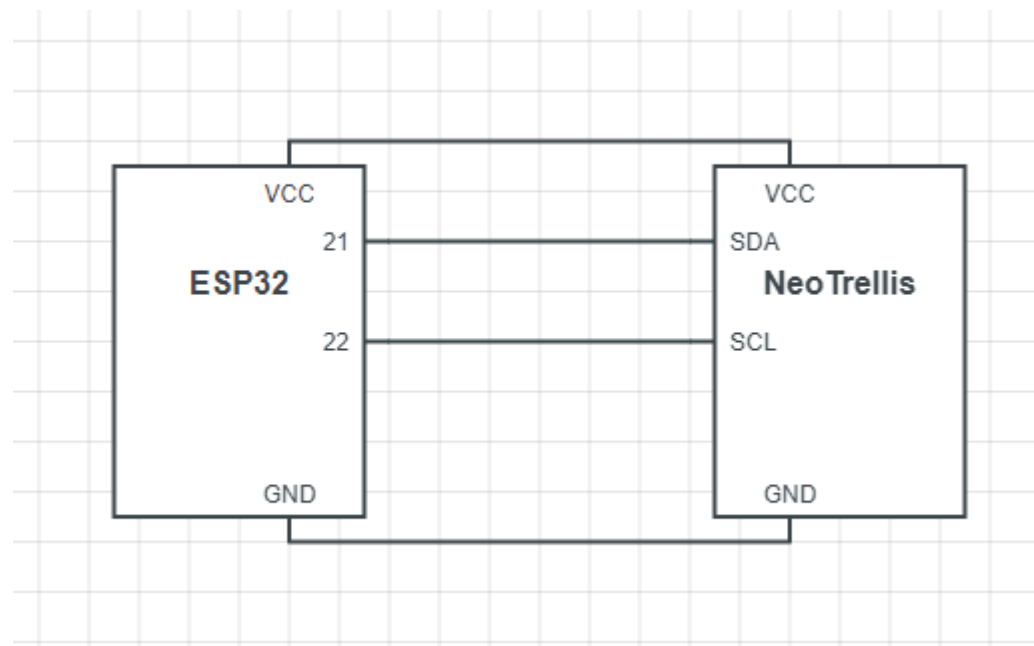 VCC
VCC
21
SDA
ESP32
NeoTrellis
22
SCL
GND
GND